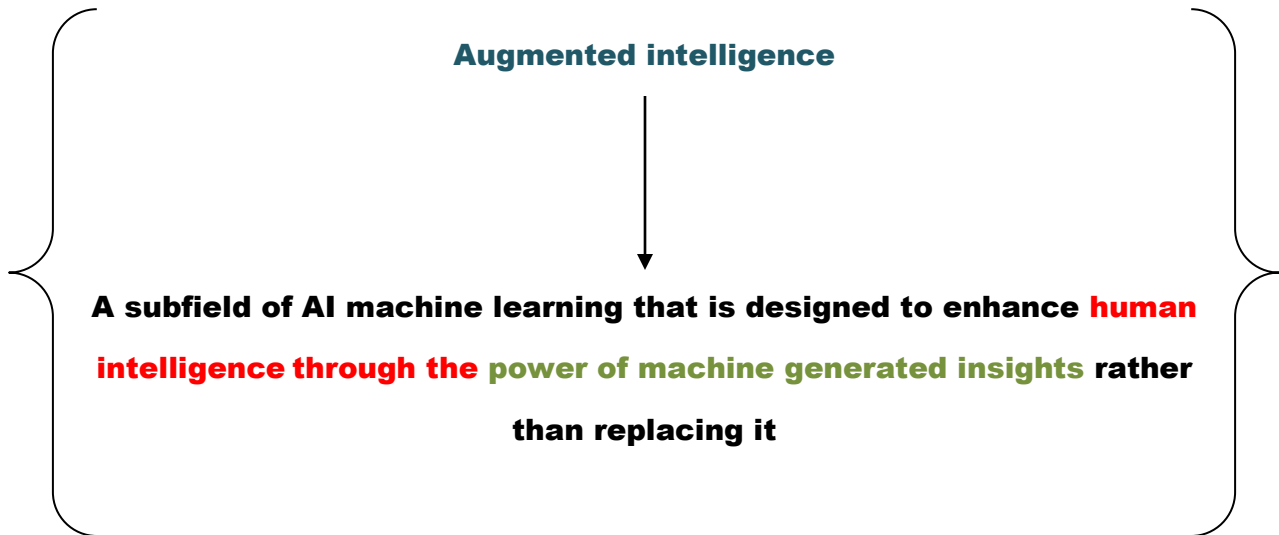 Augmented intelligence
A subfield of AI machine learning that is designed to enhance human
intelligence through the power of machine generated insights rather
than replacing it